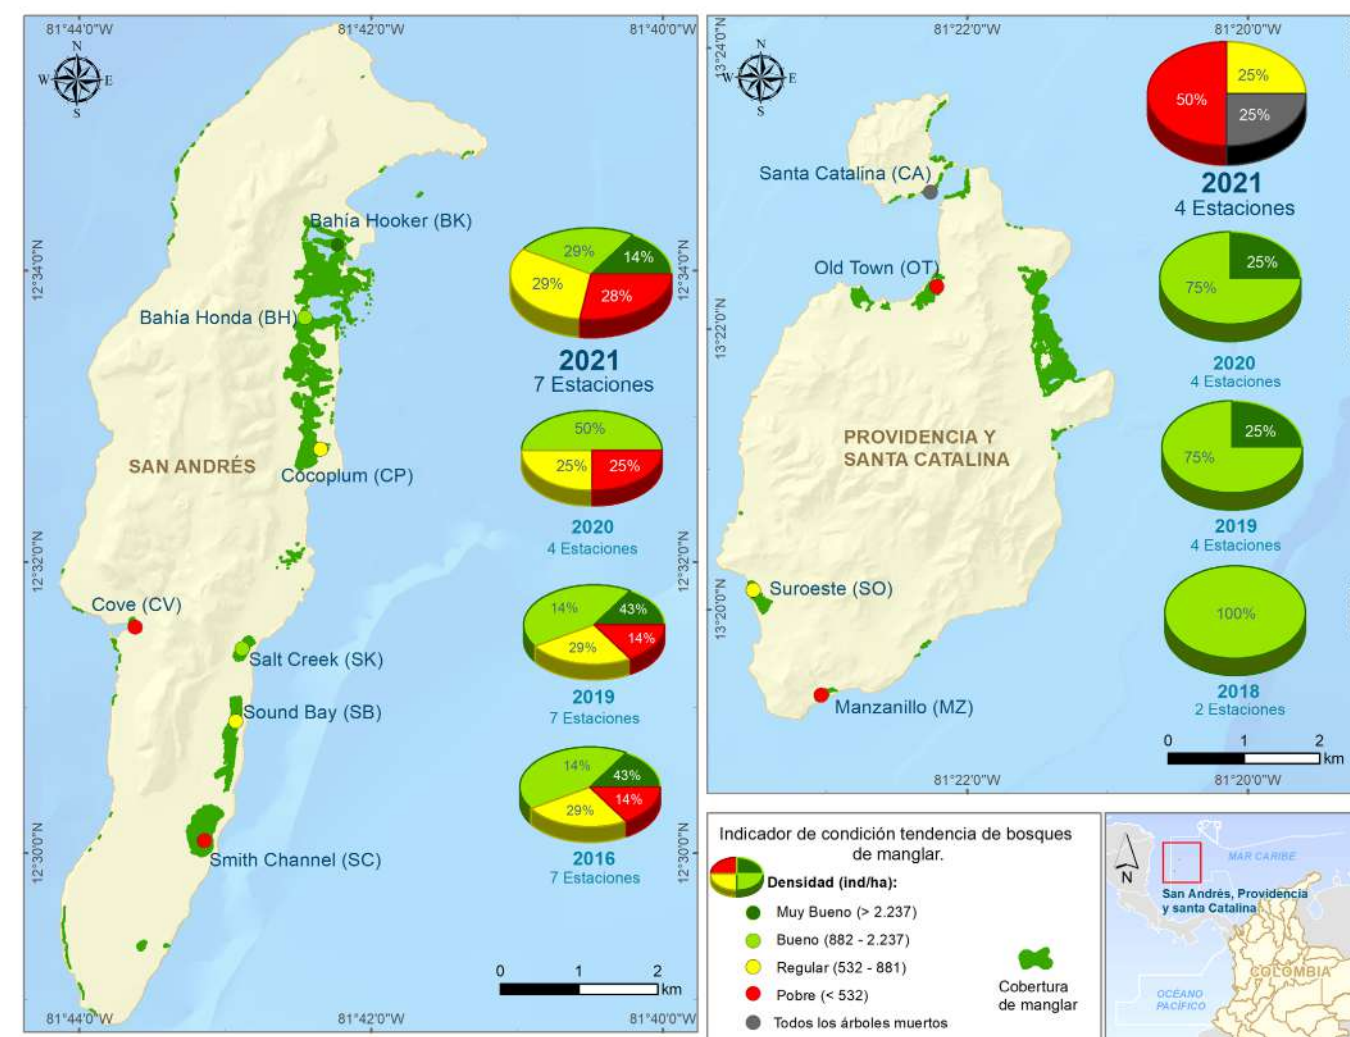 81°44'0"W
81°42'0"W
81°40'0"W
N
W
E
S
12°34'0"N
12°32'0"N
12°30'0"N
Bahía Hooker (BK)
Bahía Honda (BH)
SAN ANDRÉS
Cocoplum (CP)
Cove (CV)
Salt Creek (SK)
Sound Bay (SB)
Smith Channel (SC)
29%
14%
29%
28%
2021
7 Estaciones
50%
25%
25%
2020
4 Estaciones
14%
43%
29%
14%
2019
7 Estaciones
14%
43%
29%
14%
2016
7 Estaciones
0 1 2
km
12°34'0"N
12°32'0"N
12°30'0"N
81°44'0"W
81°42'0"W
81°40'0"W
81°22'0"W
81°20'0"W
13°24'0"N
13°22'0"N
13°20'0"N
N
W
E
S
Santa Catalina (CA)
Old Town (OT)
PROVIDENCIA Y
SANTA CATALINA
Suroeste (SO)
Manzanillo (MZ)
50%
25%
25%
2021
4 Estaciones
25%
75%
2020
4 Estaciones
25%
75%
2019
4 Estaciones
100%
2018
2 Estaciones
0 1 2
km
81°22'0"W
81°20'0"W
Indicador de condición tendencia de bosques
de manglar.
Densidad (ind/ha):
Muy Bueno (> 2.237)
Bueno (882 - 2.237)
Regular (532 - 881)
Pobre (< 532)
Todos los árboles muertos
Cobertura
de manglar
N
MAR CARIBE
San Andrés, Providencia
y santa Catalina
COLOMBIA
OCÉANO
PACÍFICO